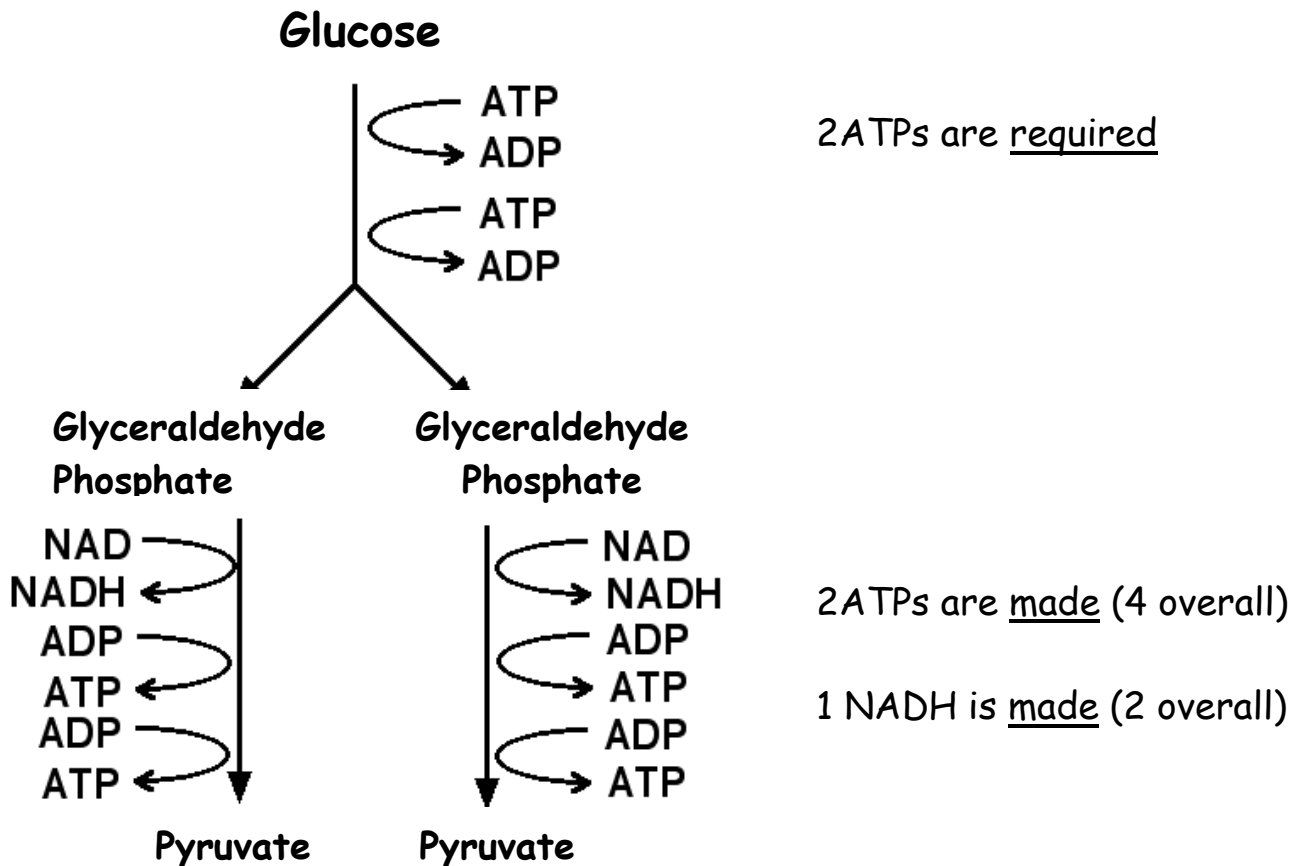 Glucose
ATP
ADP
2ATPs are required
ATP
ADP
Glyceraldehyde
Phosphate
Glyceraldehyde
Phosphate
NAD
NADH
ADP
ATP
ADP
ATP
NAD
NADH
ADP
ATP
ADP
ATP
2ATPs are made (4 overall)
1 NADH is made (2 overall)
Pyruvate
Pyruvate